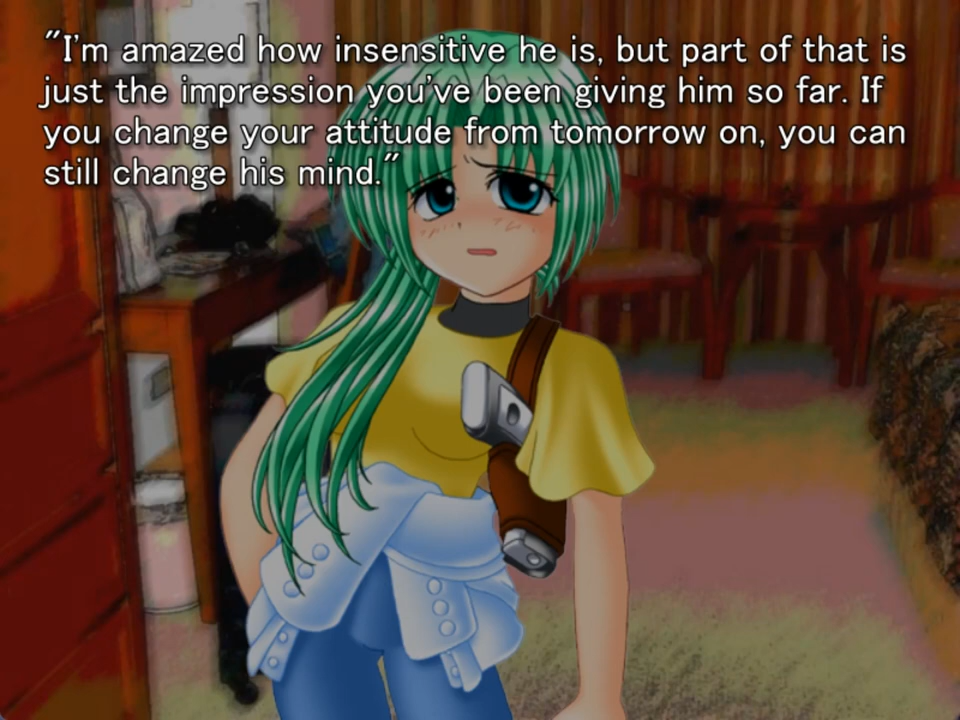 "I'm amazed how insensitive he is, but part of that is
just the impression you've been giving him so far. If
you change your attitude from tomorrow on, you can
still change his mind."